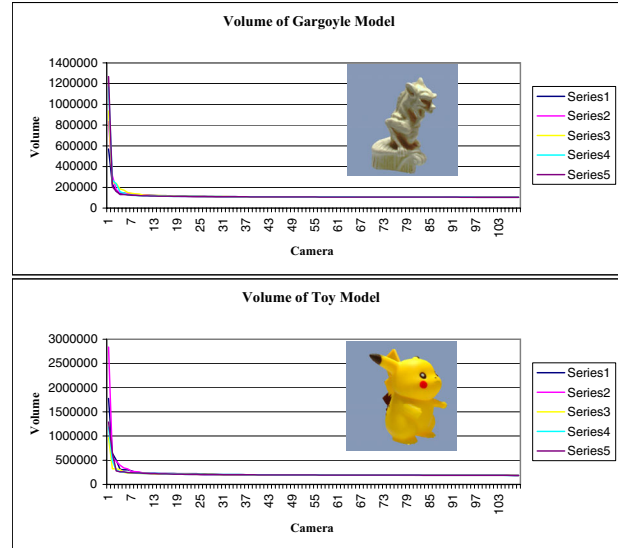 Volume of Gargoyle Model
1400000
1200000
1000000
800000
600000
400000
200000
0
Volume
1 7 13 19 25 31 37 43 49 55 61 67 73 79 85 91 97 103
Camera
Series1
Series2
Series3
Series4
Series5
Volume of Toy Model
3000000
2500000
2000000
1500000
1000000
500000
0
Volume
1 7 13 19 25 31 37 43 49 55 61 67 73 79 85 91 97 103
Camera
Series1
Series2
Series3
Series4
Series5